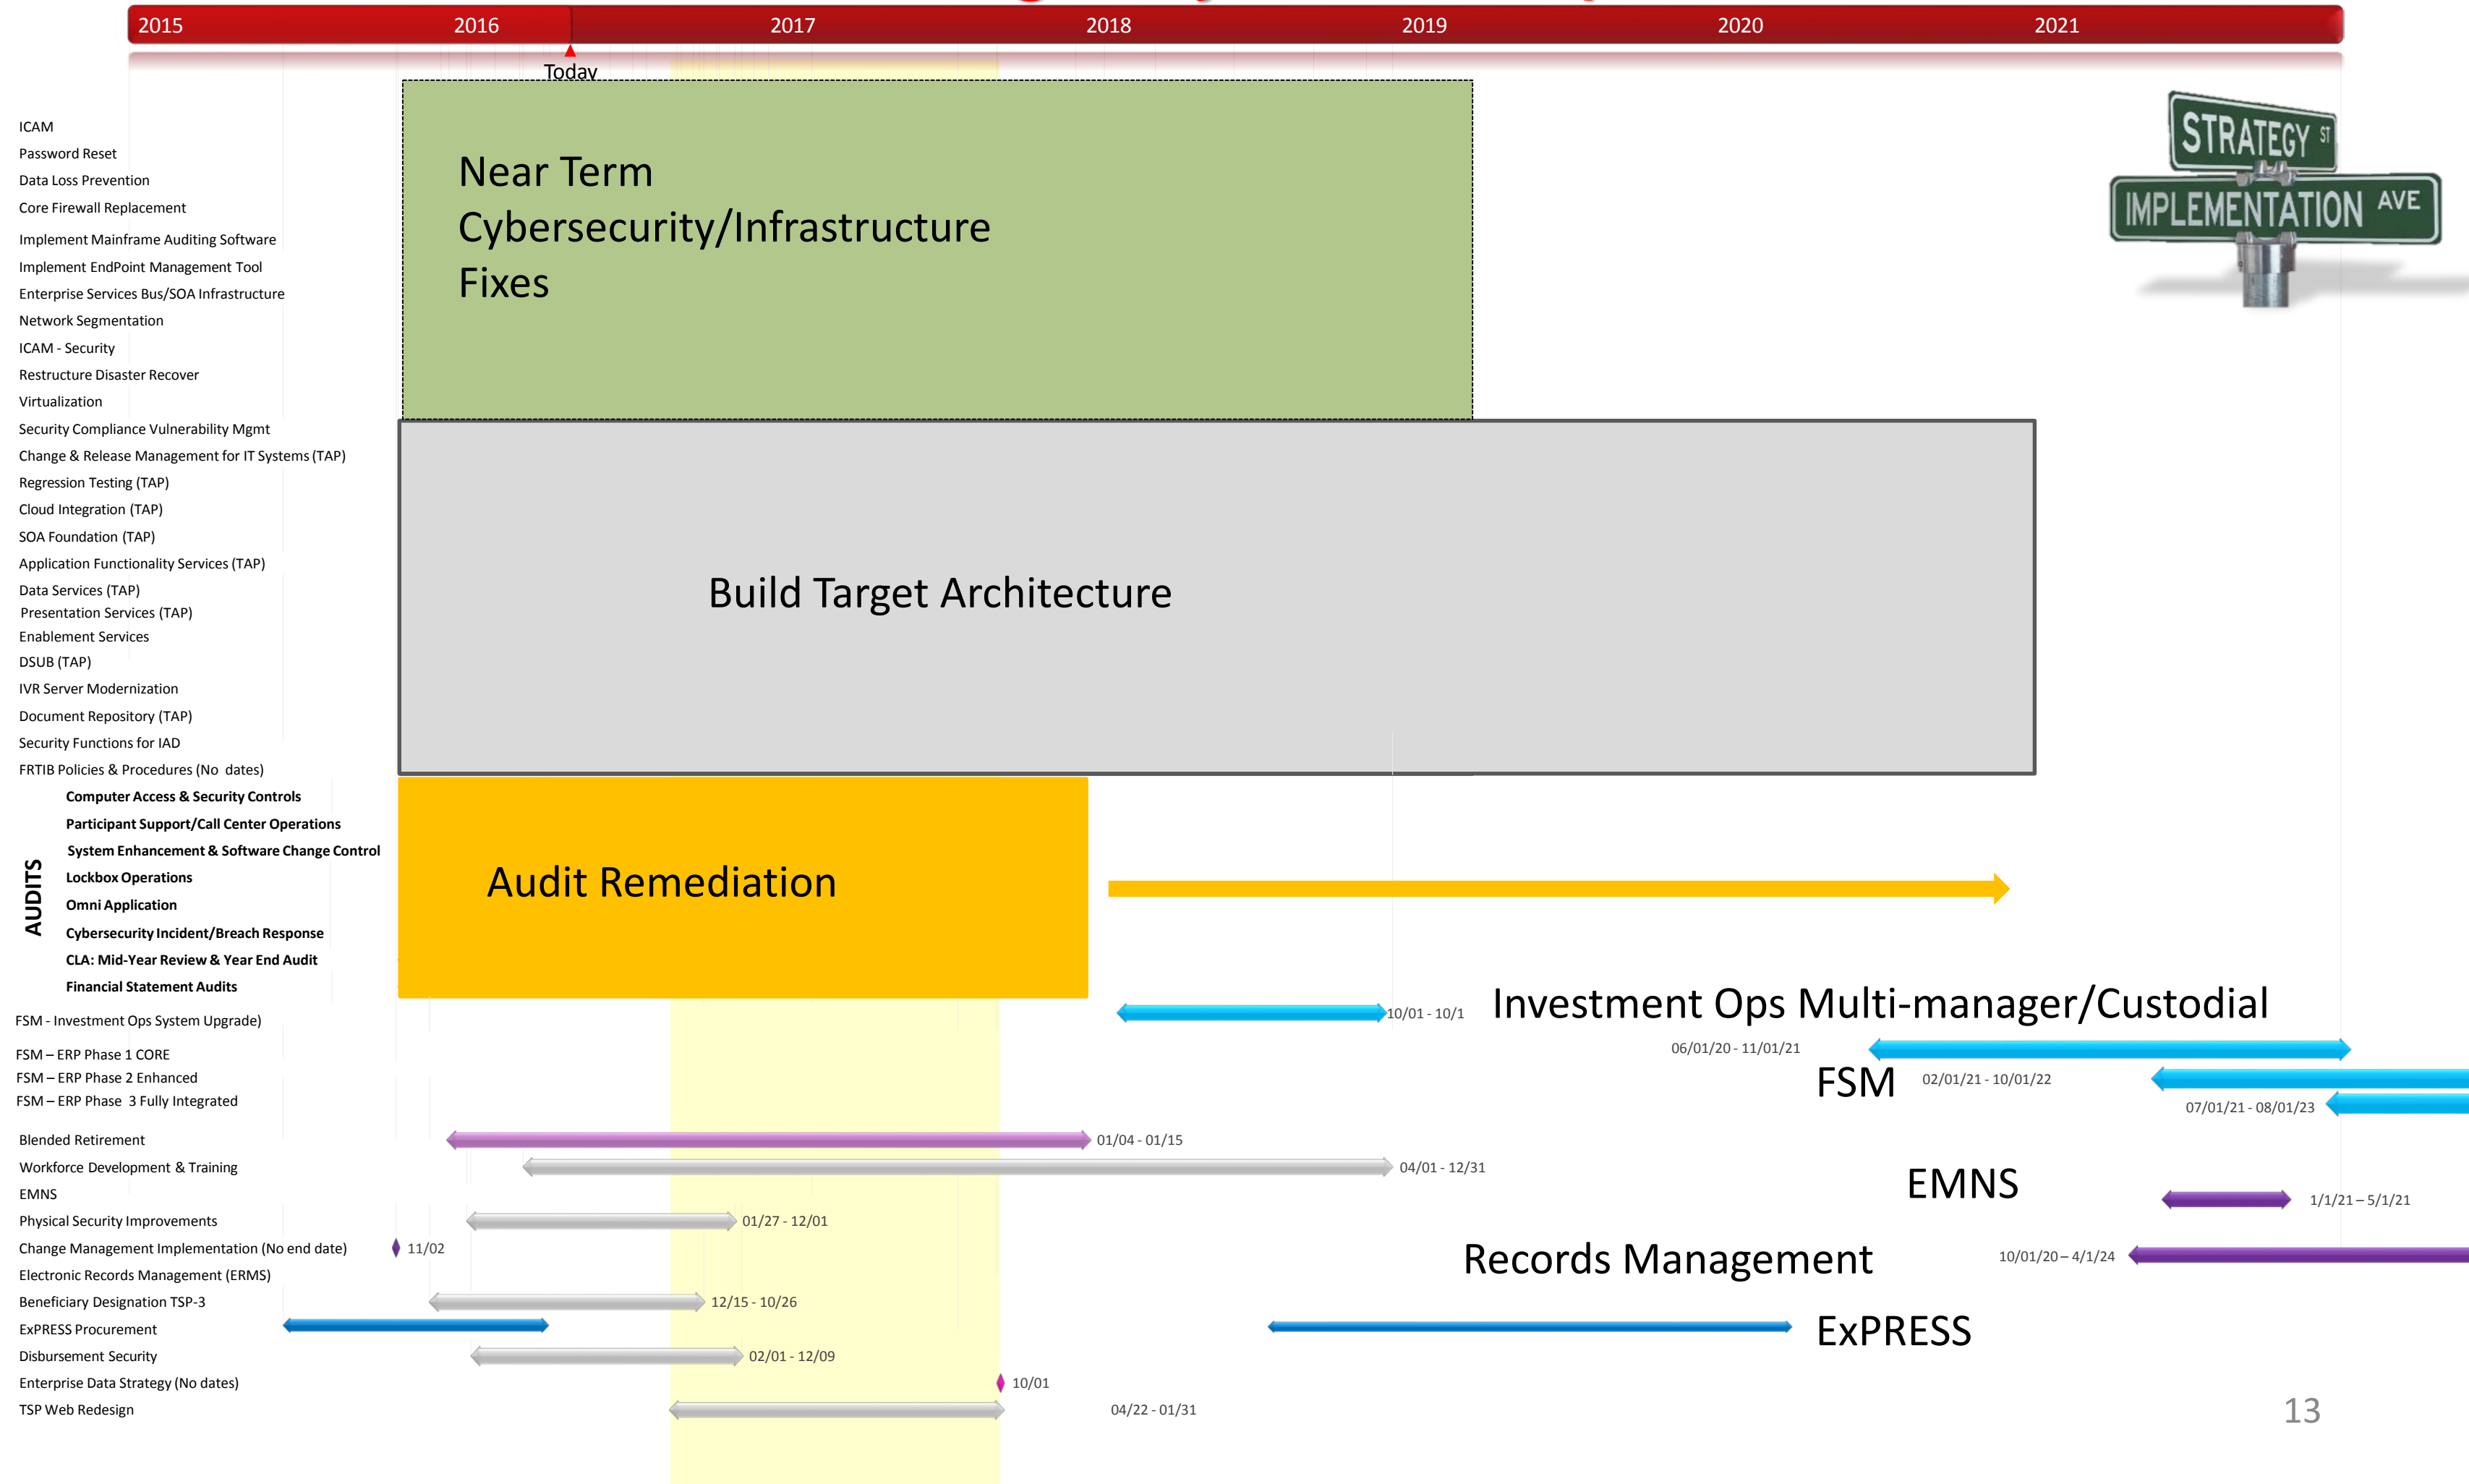 2015 2016 2017 2018 2019 2020 2021
Today
STRATEGY ST
IMPLEMENTATION AVE
Near Term
Cybersecurity/Infrastructure
Fixes
ICAM
Password Reset
Data Loss Prevention
Core Firewall Replacement
Implement Mainframe Auditing Software
Implement EndPoint Management Tool
Enterprise Services Bus/SOA Infrastructure
Network Segmentation
ICAM - Security
Restructure Disaster Recover
Virtualization
Security Compliance Vulnerability Mgmt
Change & Release Management for IT Systems (TAP)
Regression Testing (TAP)
Cloud Integration (TAP)
SOA Foundation (TAP)
Application Functionality Services (TAP)
Data Services (TAP)
Presentation Services (TAP)
Enablement Services
DSUB (TAP)
IVR Server Modernization
Document Repository (TAP)
Security Functions for IAD
FRTIB Policies & Procedures (No dates)
Build Target Architecture
AUDITS
Computer Access & Security Controls
Participant Support/Call Center Operations
System Enhancement & Software Change Control
Lockbox Operations
Omni Application
Cybersecurity Incident/Breach Response
CLA: Mid-Year Review & Year End Audit
Financial Statement Audits
Audit Remediation
FSM - Investment Ops System Upgrade)
10/01 - 10/1
Investment Ops Multi-manager/Custodial
FSM – ERP Phase 1 CORE
06/01/20 - 11/01/21
FSM – ERP Phase 2 Enhanced
FSM
02/01/21 - 10/01/22
FSM – ERP Phase 3 Fully Integrated
07/01/21 - 08/01/23
Blended Retirement
01/04 - 01/15
Workforce Development & Training
04/01 - 12/31
EMNS
EMNS
1/1/21 – 5/1/21
Physical Security Improvements
01/27 - 12/01
Change Management Implementation (No end date)
11/02
Records Management
10/01/20 – 4/1/24
Electronic Records Management (ERMS)
Beneficiary Designation TSP-3
12/15 - 10/26
ExPRESS Procurement
ExPRESS
Disbursement Security
02/01 - 12/09
Enterprise Data Strategy (No dates)
10/01
TSP Web Redesign
04/22 - 01/31
13